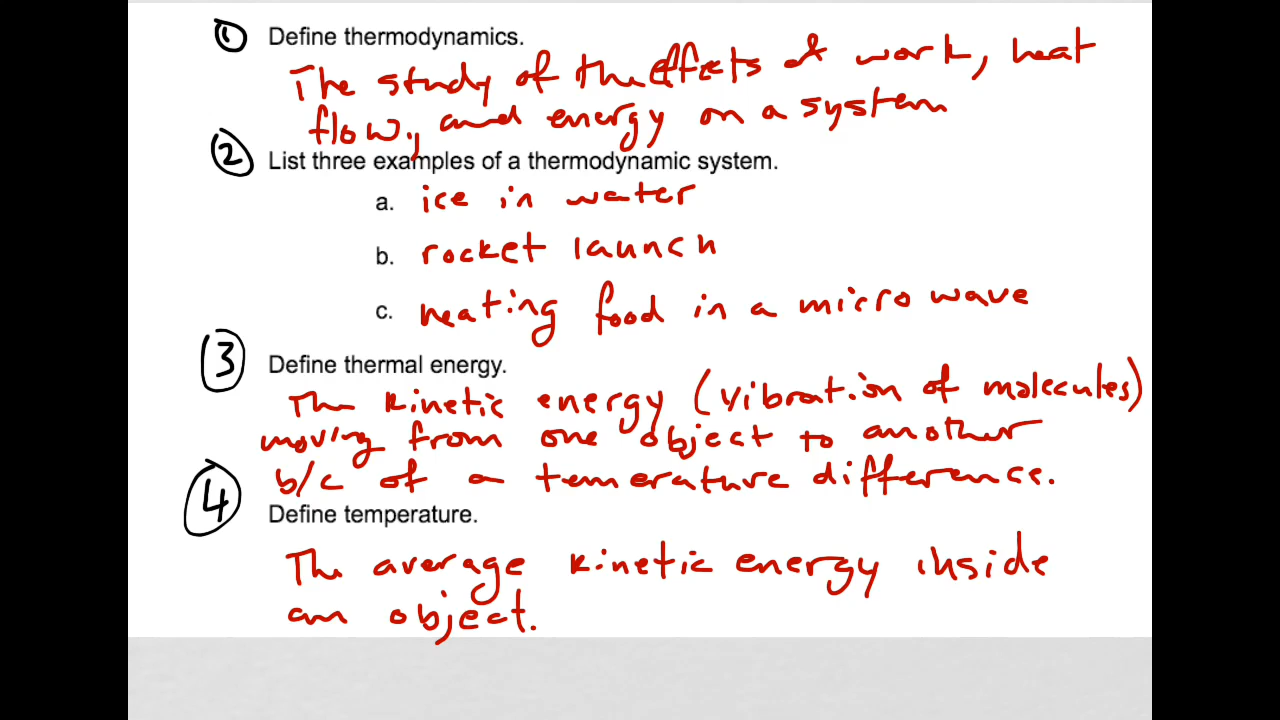 ① Define thermodynamics.
The study of the effects of work, heat
flow, and energy on a system
② List three examples of a thermodynamic system.
a. ice in water
b. rocket launch
c. heating food in a microwave
③ Define thermal energy.
The kinetic energy (vibration of molecules)
moving from one object to another
b/c of a temerature difference.
④ Define temperature.
The average kinetic energy inside
an object.